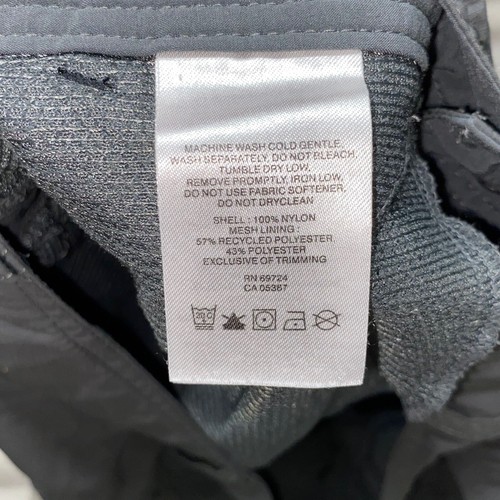 MACHINE WASH COLD GENTLE,
WASH SEPARATELY, DO NOT BLEACH,
TUMBLE DRY LOW,
REMOVE PROMPTLY, IRON LOW,
DO NOT USE FABRIC SOFTENER,
DO NOT DRYCLEAN
SHELL : 100% NYLON
MESH LINING :
57% RECYCLED POLYESTER
43% POLYESTER
EXCLUSIVE OF TRIMMING
RN 69724
CA 05367
30C